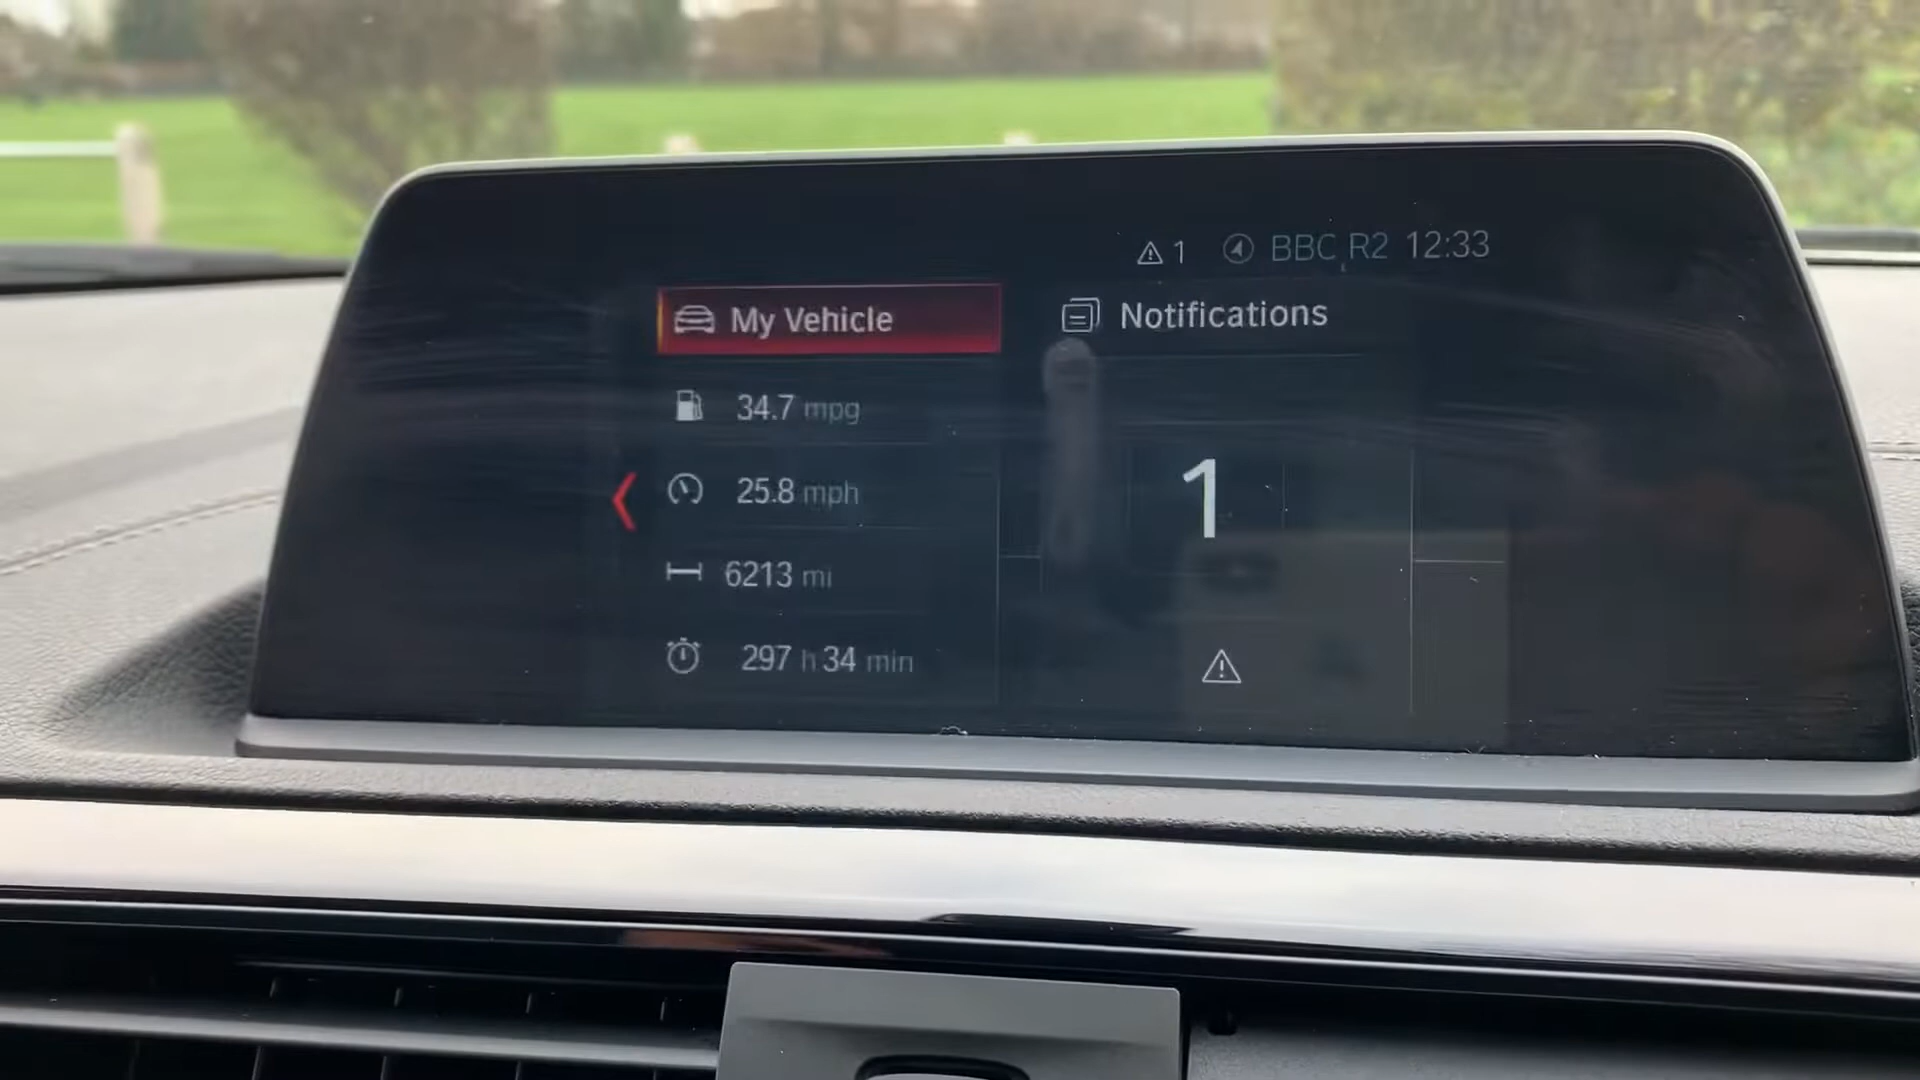 1 BBC R2 12:33
My Vehicle
34.7 mpg
25.8 mph
6213 mi
297 h 34 min
Notifications
1